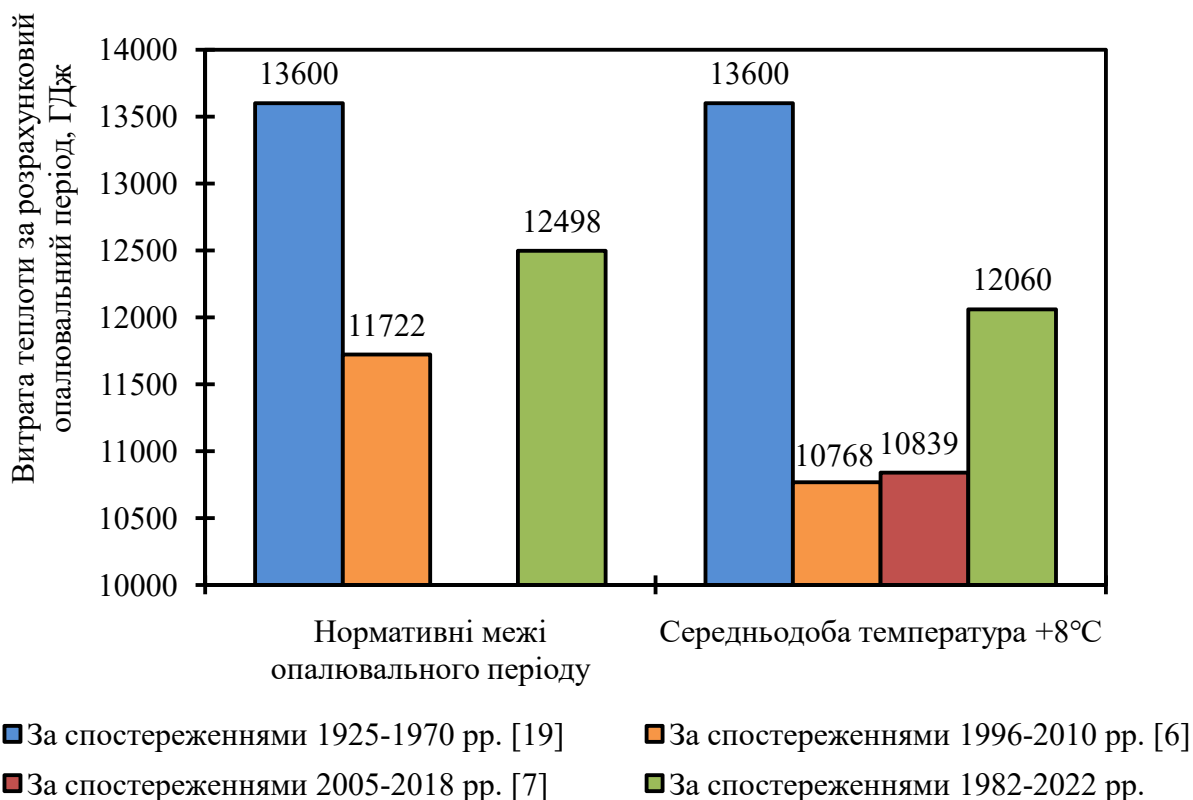 Витрата теплоти за розрахунковий
опалювальний період, ГДж
14000
13500
13000
12500
12000
11500
11000
10500
10000
13600
11722
12498
13600
10768
10839
12060
Нормативні межі
опалювального періоду
Середньодоба температура +8°С
За спостереженнями 1925-1970 рр. [19]
За спостереженнями 1996-2010 рр. [6]
За спостереженнями 2005-2018 рр. [7]
За спостереженнями 1982-2022 рр.